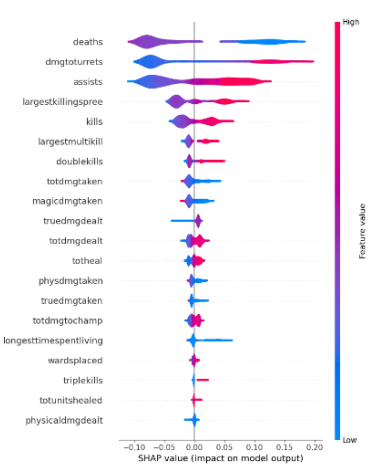 High
deaths
dmgtoturrets
assists
largestkillingspree
kills
largestmultikill
doublekills
totdmgtaken
magicdmgtaken
truedmgdealt
totdmgdealt
totheal
physdmgtaken
truedmgtaken
totdmgtochamp
longesttimespentliving
wardsplaced
triplekills
totunitshealed
physicaldmgdealt
Feature value
Low
−0.10 −0.05 0.00 0.05 0.10 0.15 0.20
SHAP value (impact on model output)